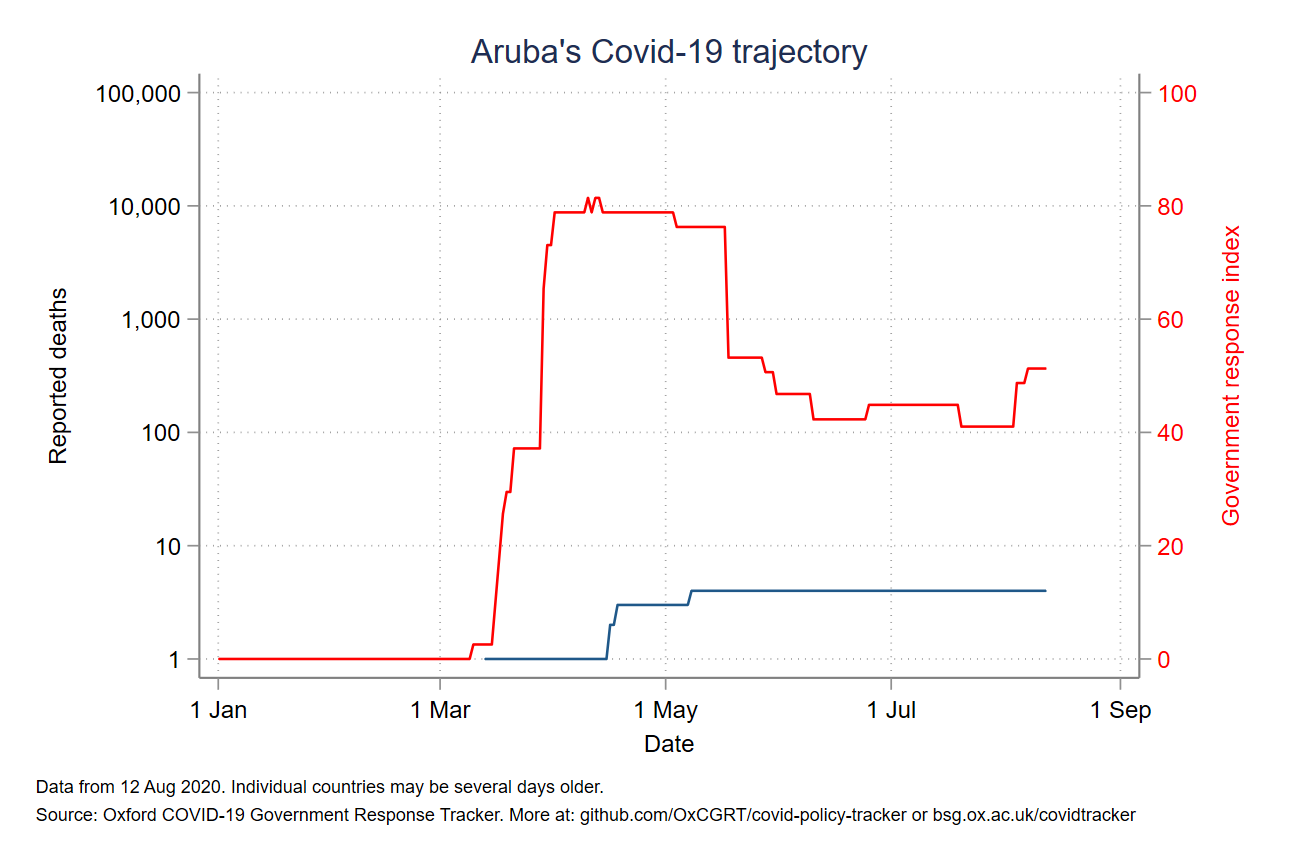 Aruba's Covid-19 trajectory
100,000
10,000
1,000
100
10
1
Reported deaths
100
80
60
40
20
0
Government response index
1 Jan
1 Mar
1 May
1 Jul
1 Sep
Date
Data from 12 Aug 2020. Individual countries may be several days older.
Source: Oxford COVID-19 Government Response Tracker. More at: github.com/OxCGRT/covid-policy-tracker or bsg.ox.ac.uk/covidtracker